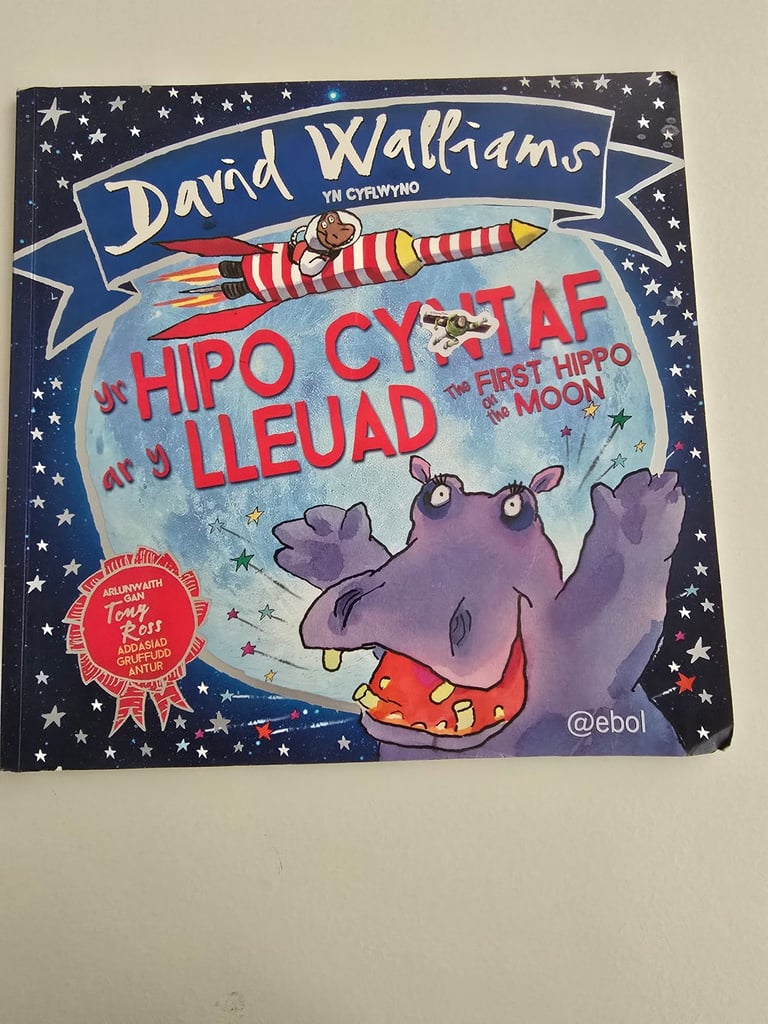 David Walliams
YN CYFLWYNO
yr HIPO CYNTAF
ar y LLEUAD
The FIRST HIPPO
on the MOON
ARLUNWAITH
GAN
Tony
Ross
ADDASIAD
GRUFFUDD
ANTUR
@ebol